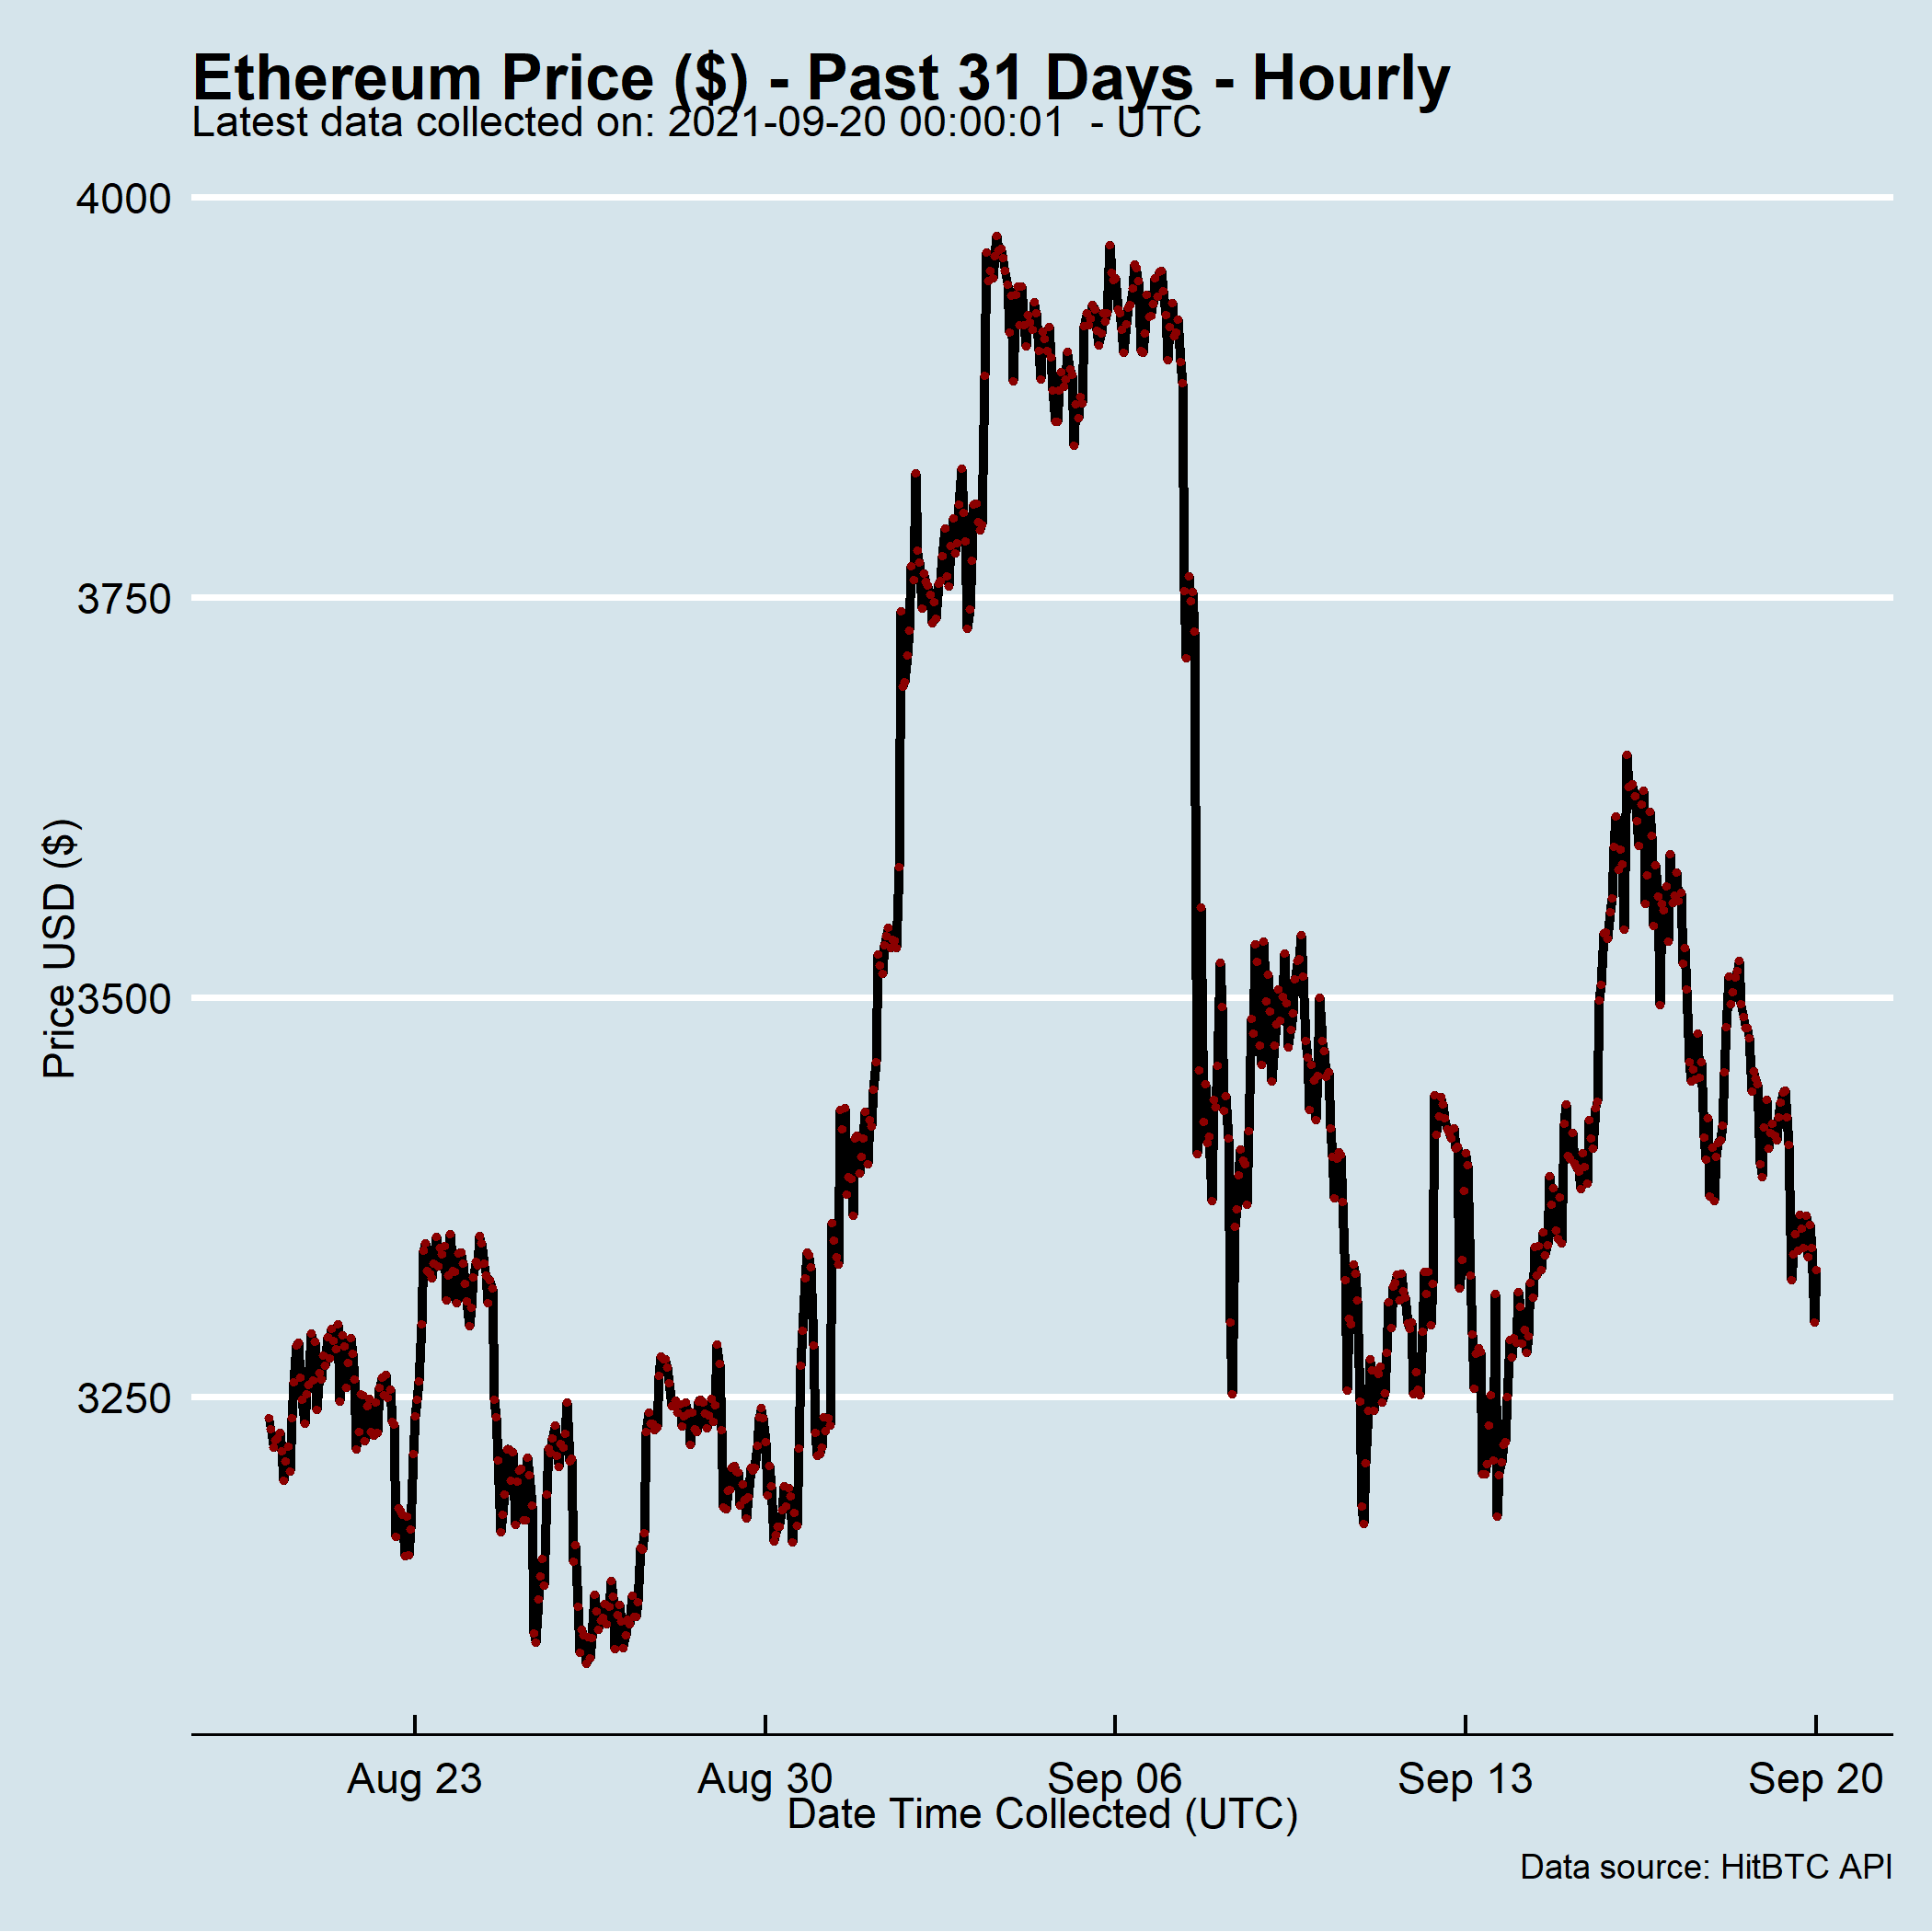 Ethereum Price ($) - Past 31 Days - Hourly
Latest data collected on: 2021-09-20 00:00:01  - UTC
4000
3750
3500
3250
Price USD ($)
Aug 23
Aug 30
Sep 06
Sep 13
Sep 20
Date Time Collected (UTC)
Data source: HitBTC API